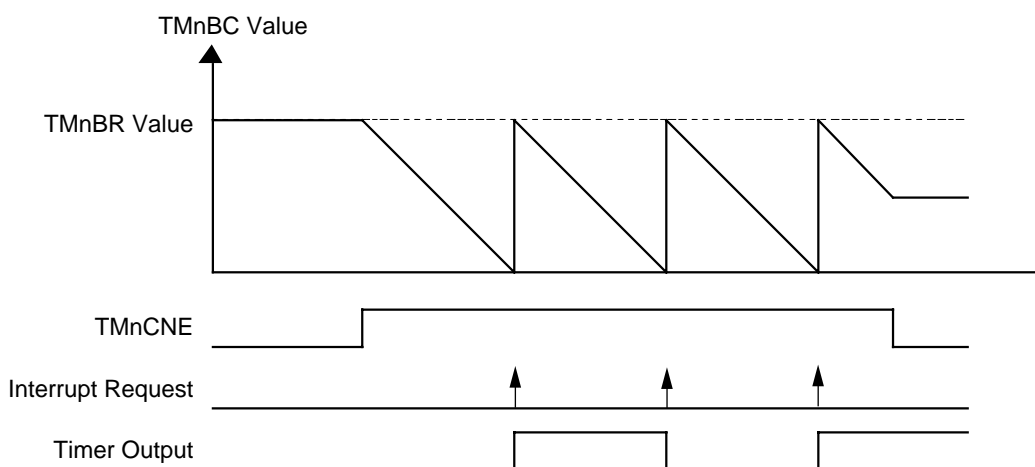 TMnBC Value
TMnBR Value
TMnCNE
Interrupt Request
Timer Output